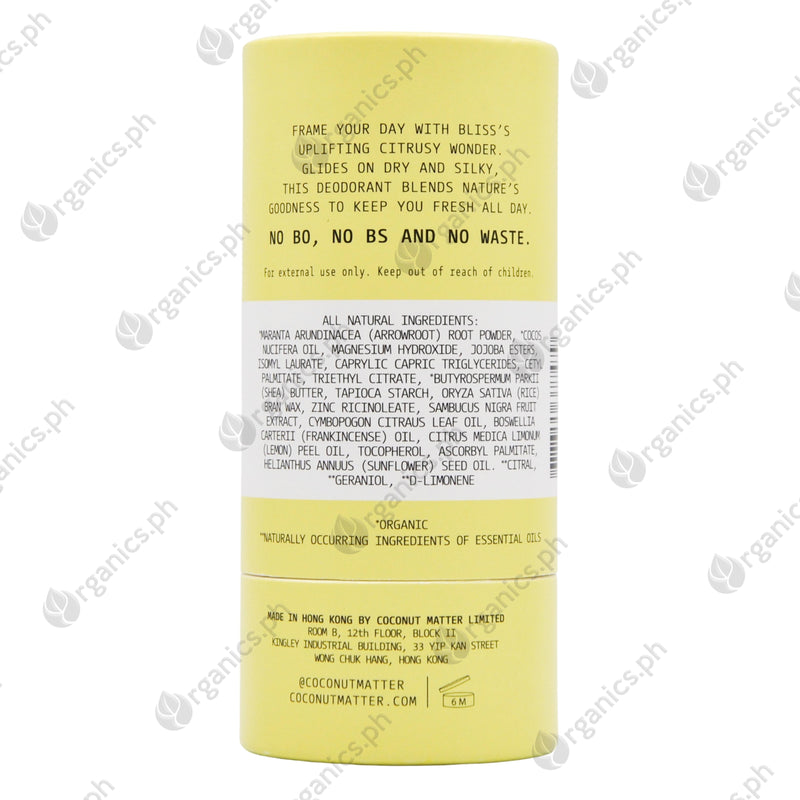 FRAME YOUR DAY WITH BLISS'S
UPLIFTING CITRUSY WONDER.
GLIDES ON DRY AND SILKY,
THIS DEODORANT BLENDS NATURE'S
GOODNESS TO KEEP YOU FRESH ALL DAY.
NO BO, NO BS AND NO WASTE.
For external use only. Keep out of reach of children.
ALL NATURAL INGREDIENTS:
*MARANTA ARUNDINACEA (ARROWROOT) ROOT POWDER, *COCOS
NUCIFERA OIL, MAGNESIUM HYDROXIDE, JOJOBA ESTERS,
ISOMYL LAURATE, CAPRYLIC CAPRIC TRIGLYCERIDES, CETYL
PALMITATE, TRIETHYL CITRATE, *BUTYROSPERMUM PARKII
(SHEA) BUTTER, TAPIOCA STARCH, ORYZA SATIVA (RICE)
BRAN WAX, ZINC RICINOLEATE, SAMBUCUS NIGRA FRUIT
EXTRACT, CYMBOPOGON CITRAUS LEAF OIL, BOSWELLIA
CARTERII (FRANKINCENSE) OIL, CITRUS MEDICA LIMONUM
(LEMON) PEEL OIL, TOCOPHEROL, ASCORBYL PALMITATE,
HELIANTHUS ANNUUS (SUNFLOWER) SEED OIL. **CITRAL,
**GERANIOL, **D-LIMONENE
*ORGANIC
**NATURALLY OCCURRING INGREDIENTS OF ESSENTIAL OILS
MADE IN HONG KONG BY COCONUT MATTER LIMITED
ROOM B, 12th FLOOR, BLOCK II
KINGLEY INDUSTRIAL BUILDING, 33 YIP KAN STREET
WONG CHUK HANG, HONG KONG
@COCONUTMATTER
COCONUTMATTER.COM
6M
Organics.ph